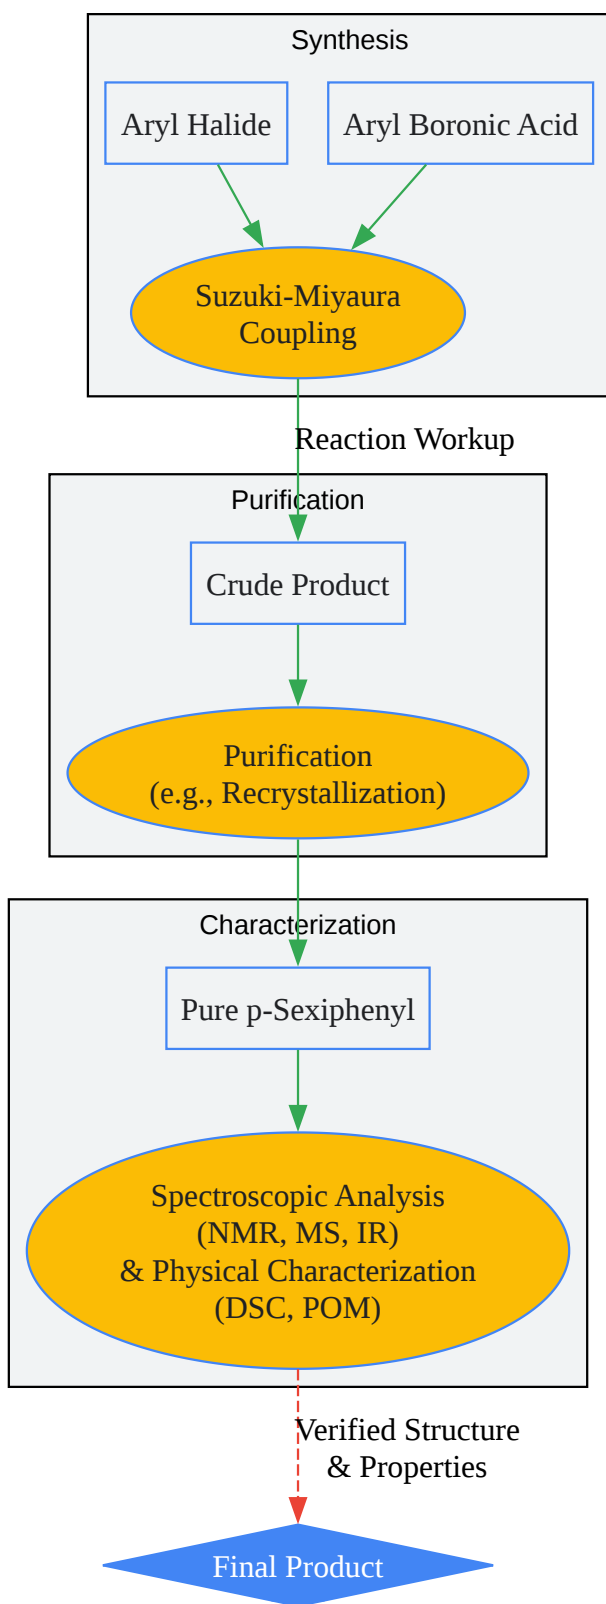 Synthesis
Aryl Halide
Aryl Boronic Acid
Suzuki-Miyaura
Coupling
Reaction Workup
Purification
Crude Product
Purification
(e.g., Recrystallization)
Characterization
Pure p-Sexiphenyl
Spectroscopic Analysis
(NMR, MS, IR)
& Physical Characterization
(DSC, POM)
Verified Structure
& Properties
Final Product